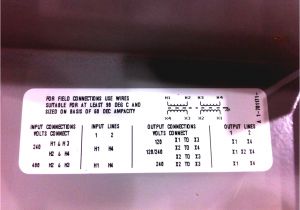 FOR FIELD CONNECTIONS USE WIRES
SUITABLE FOR AT LEAST 90 DEG C AND
SIZED ON BASIS OF 60 DEG AMPACITY
H1 H3 H2 H4
X4 X2 X3 X1
INPUT CONNECTIONS INPUT LINES OUTPUT CONNECTIONS OUTPUT LINES
VOLTS CONNECT 1 2 VOLTS CONNECT 1 2
240 H1 & H3 H1 H4 120 X1 TO X3 X1 X4
H2 & H4 X2 TO X4
120/240 X2 TO X3 X1 X4
480 H2 & H3 H1 H4 240 X2 TO X3 X1 X4